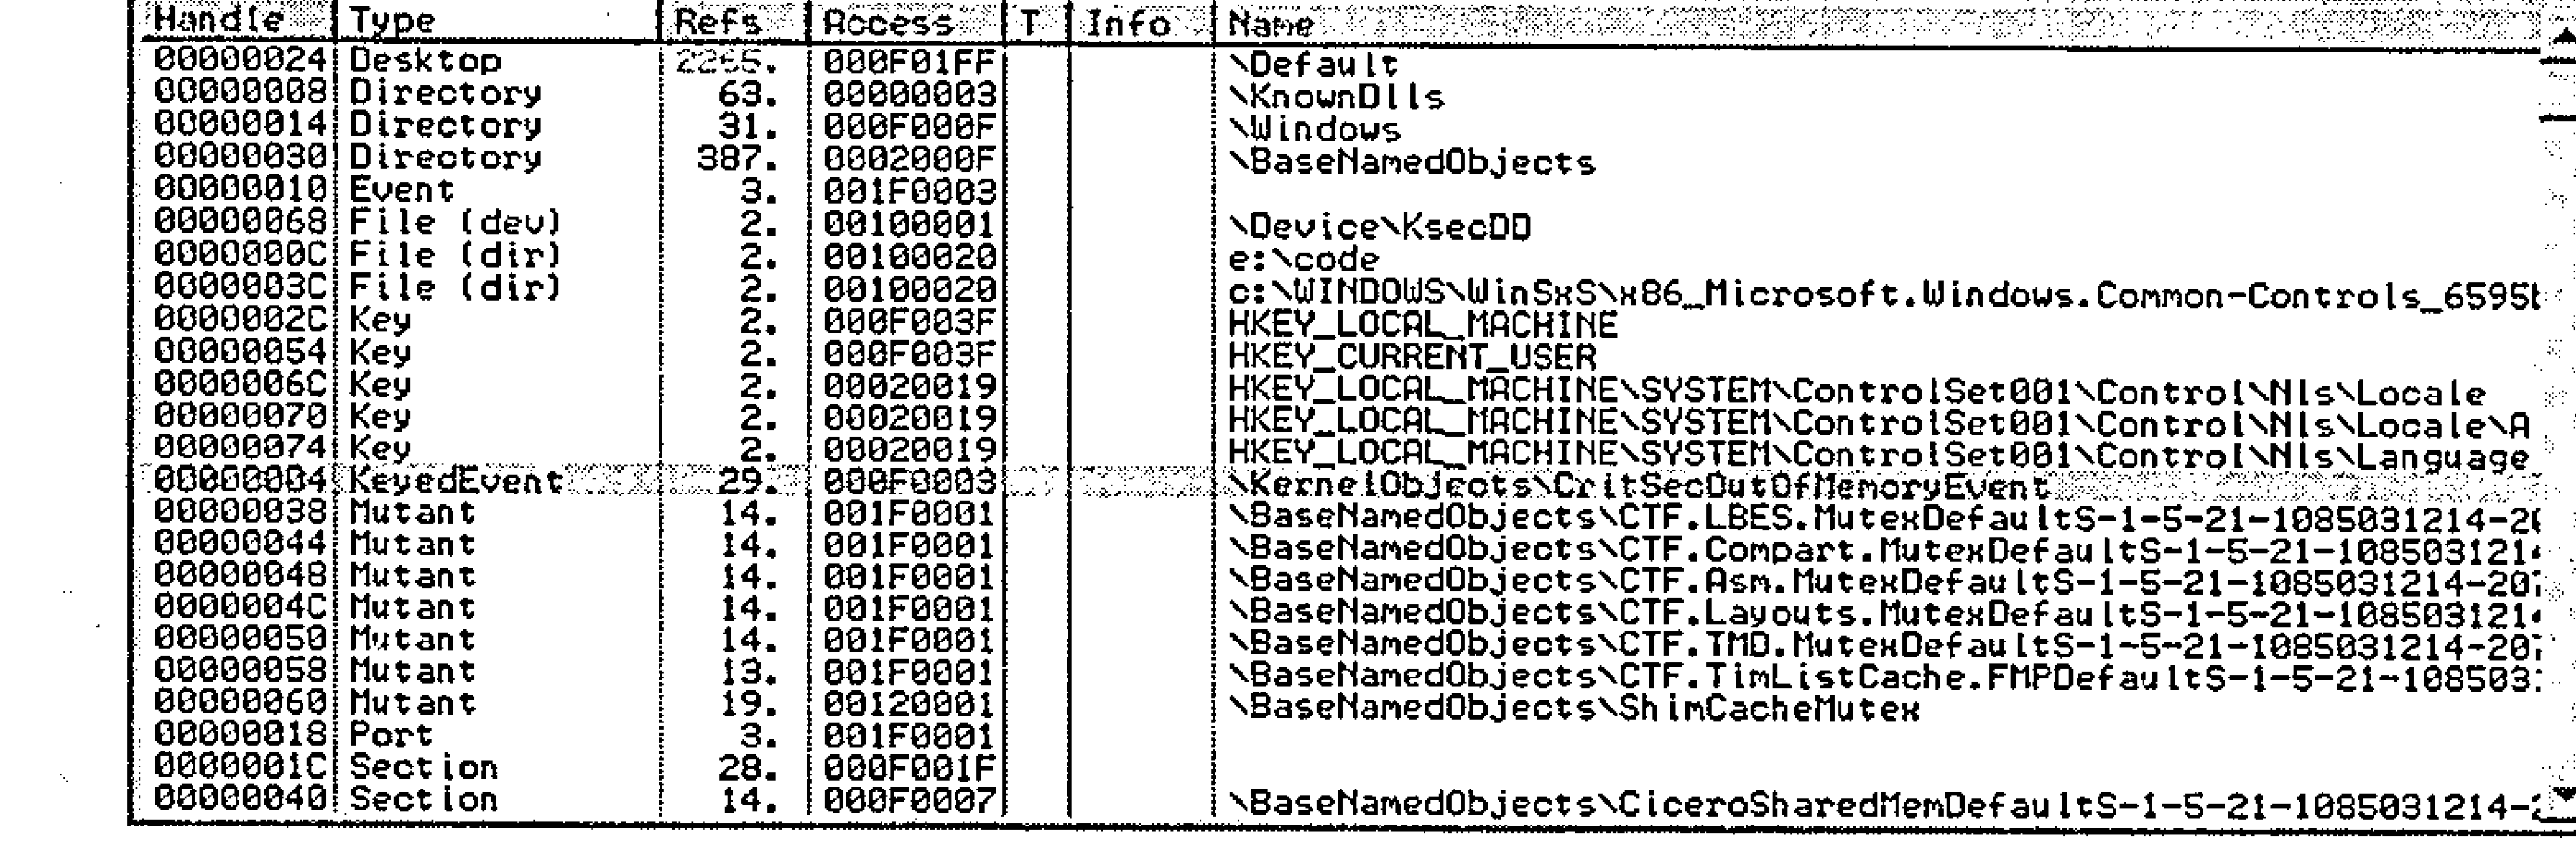 Handle Type Refs Access T Info Name
00000024 Desktop 2265. 000F01FF \Default
00000008 Directory 63. 00000003 \KnownDlls
00000014 Directory 31. 000F000F \Windows
00000030 Directory 387. 0002000F \BaseNamedObjects
00000010 Event 3. 001F0003
00000068 File (dev) 2. 00100001 \Device\KsecDD
0000000C File (dir) 2. 00100020 e:\code
0000003C File (dir) 2. 00100020 c:\WINDOWS\WinSxS\x86_Microsoft.Windows.Common-Controls_6595b
0000002C Key 2. 000F003F HKEY_LOCAL_MACHINE
00000054 Key 2. 000F003F HKEY_CURRENT_USER
0000006C Key 2. 00020019 HKEY_LOCAL_MACHINE\SYSTEM\ControlSet001\Control\Nls\Locale
00000070 Key 2. 00020019 HKEY_LOCAL_MACHINE\SYSTEM\ControlSet001\Control\Nls\Locale\A
00000074 Key 2. 00020019 HKEY_LOCAL_MACHINE\SYSTEM\ControlSet001\Control\Nls\Language
00000004 KeyedEvent 29. 000F0003 \KernelObjects\CritSecOutOfMemoryEvent
00000038 Mutant 14. 001F0001 \BaseNamedObjects\CTF.LBES.MutexDefaultS-1-5-21-1085031214-20
00000044 Mutant 14. 001F0001 \BaseNamedObjects\CTF.Compart.MutexDefaultS-1-5-21-108503121
00000048 Mutant 14. 001F0001 \BaseNamedObjects\CTF.Asm.MutexDefaultS-1-5-21-1085031214-20
0000004C Mutant 14. 001F0001 \BaseNamedObjects\CTF.Layouts.MutexDefaultS-1-5-21-108503121
00000050 Mutant 14. 001F0001 \BaseNamedObjects\CTF.TMD.MutexDefaultS-1-5-21-1085031214-20
00000058 Mutant 13. 001F0001 \BaseNamedObjects\CTF.TimListCache.FMPDefaultS-1-5-21-108503
00000060 Mutant 19. 00120001 \BaseNamedObjects\ShimCacheMutex
00000018 Port 3. 001F0001
0000001C Section 28. 000F001F
00000040 Section 14. 000F0007 \BaseNamedObjects\CiceroSharedMemDefaultS-1-5-21-1085031214-